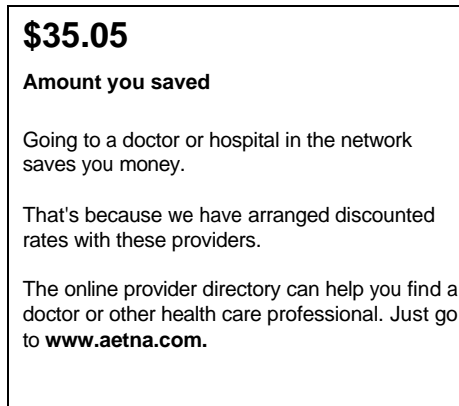 $35.05
Amount you saved
Going to a doctor or hospital in the network
saves you money.
That's because we have arranged discounted
rates with these providers.
The online provider directory can help you find a
doctor or other health care professional. Just go
to www.aetna.com.